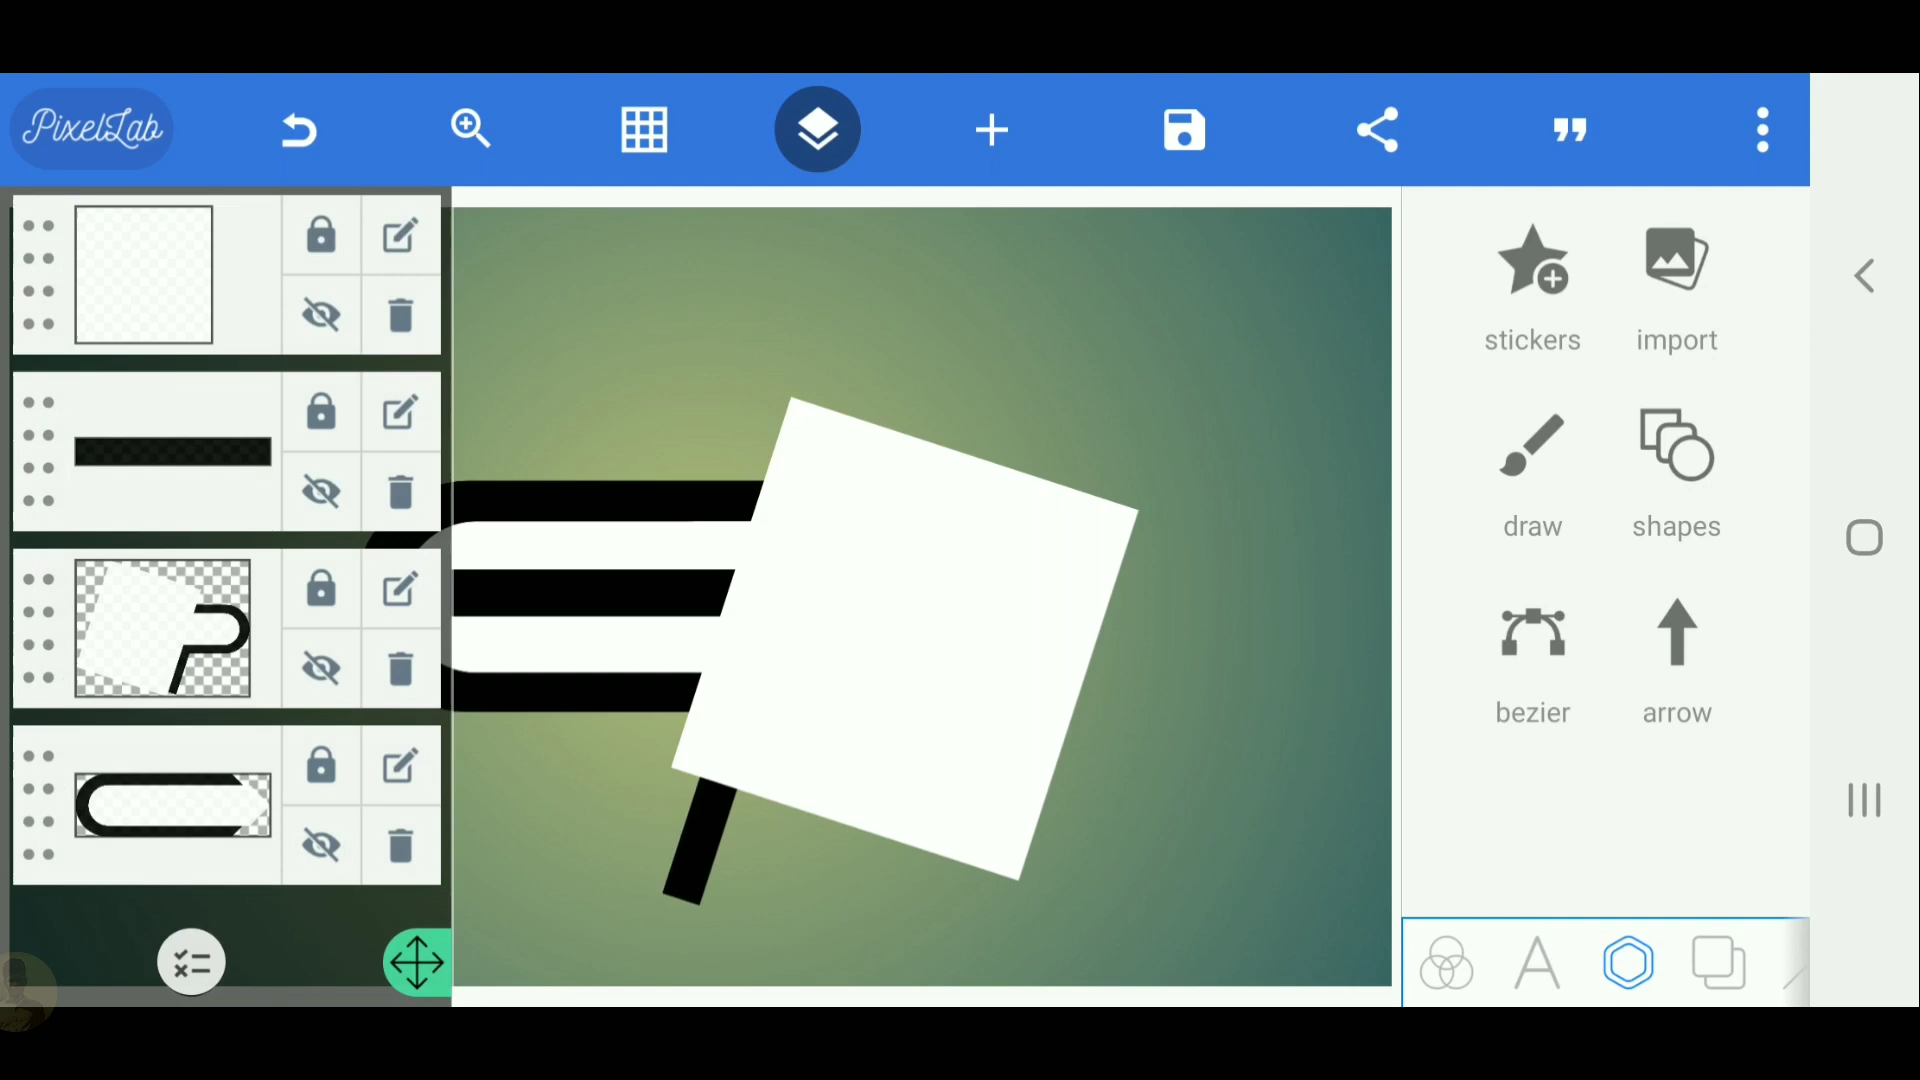 PixelLab
stickers
import
draw
shapes
bezier
arrow